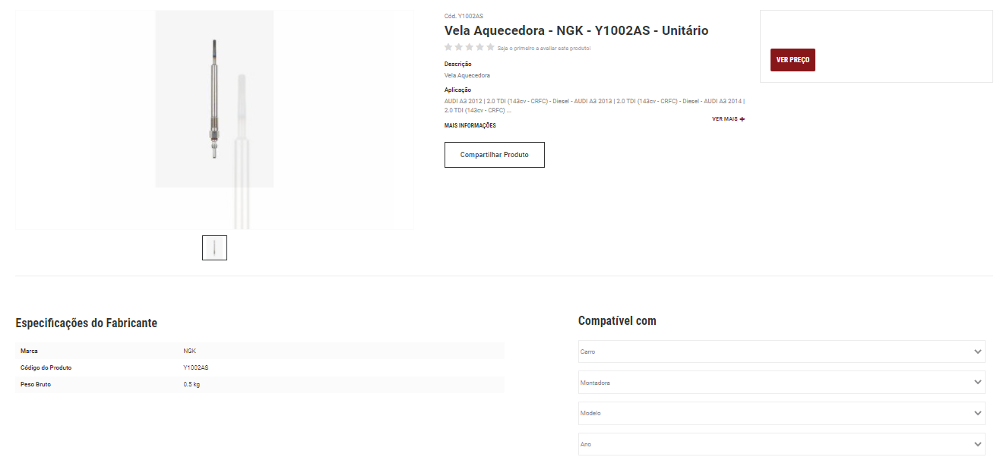 Cód. Y1002AS
Vela Aquecedora - NGK - Y1002AS - Unitário
Seja o primeiro a avaliar este produto!
Descrição
Vela Aquecedora
Aplicação
AUDI A3 2012 | 2.0 TDI (143cv - CRFC) - Diesel - AUDI A3 2013 | 2.0 TDI (143cv - CRFC) - Diesel - AUDI A3 2014 |
2.0 TDI (143cv - CRFC) ...
VER MAIS +
MAIS INFORMAÇÕES
Compartilhar Produto
VER PREÇO
Especificações do Fabricante
Marca NGK
Código do Produto Y1002AS
Peso Bruto 0.5 kg
Compatível com
Carro
Montadora
Modelo
Ano